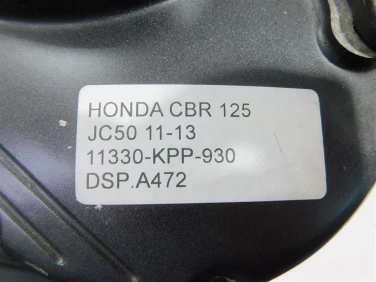 HONDA CBR 125
JC50 11-13
11330-KPP-930
DSP.A472